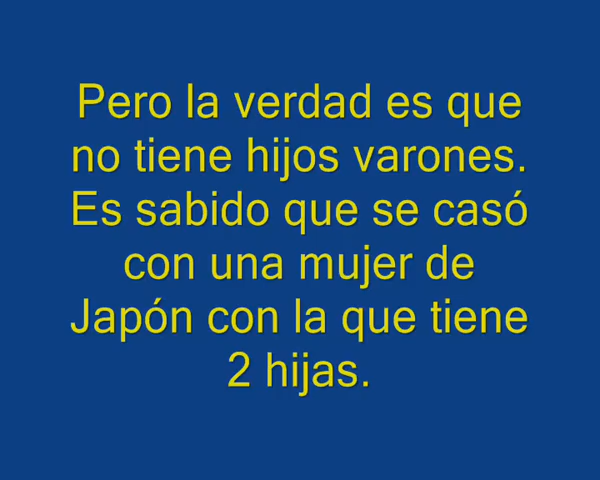 Pero la verdad es que
no tiene hijos varones.
Es sabido que se casó
con una mujer de
Japón con la que tiene
2 hijas.